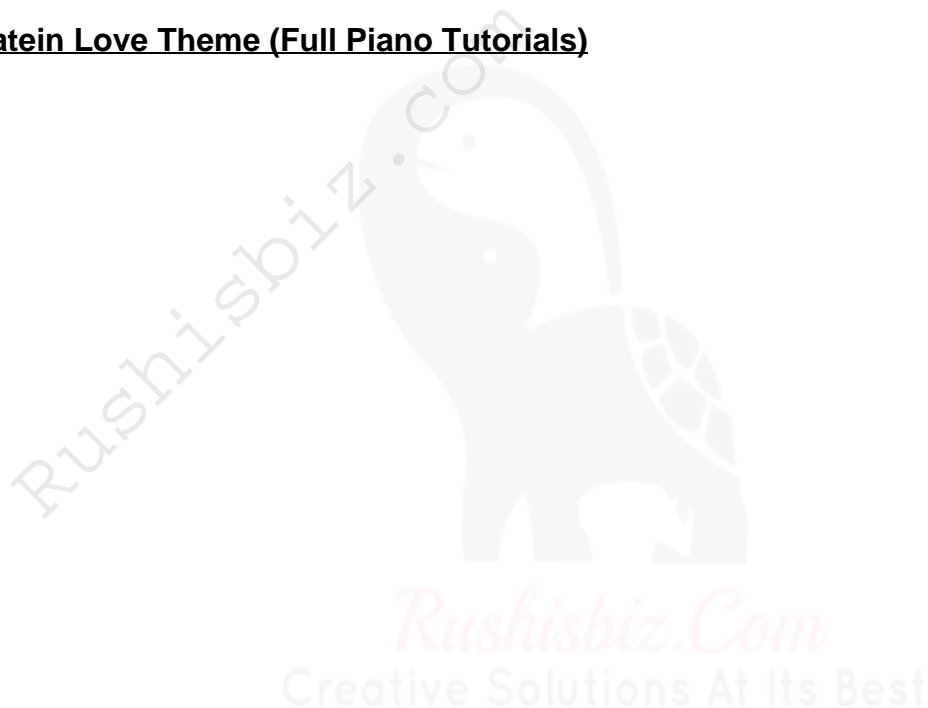 atein Love Theme (Full Piano Tutorials)
Rushisbiz.com
Rushisbiz.Com
Creative Solutions At Its Best